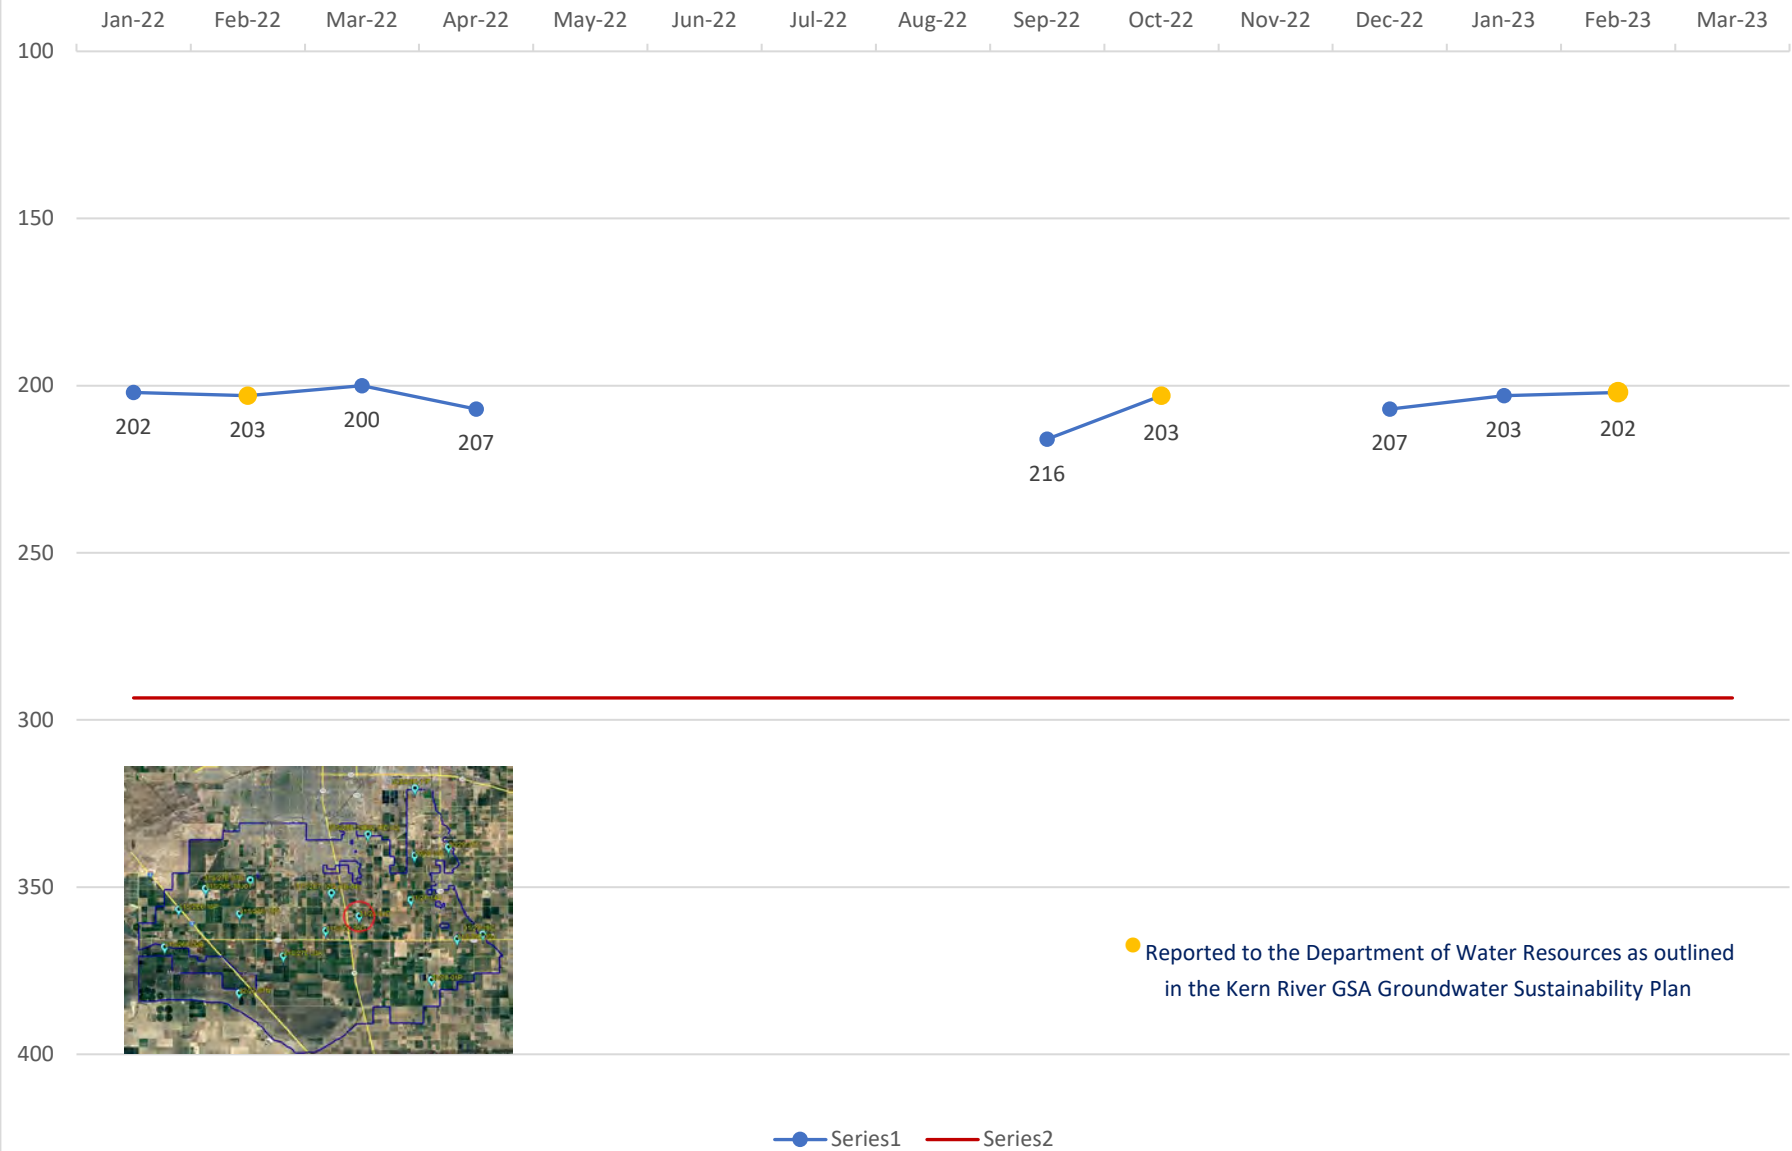 Jan-22 Feb-22 Mar-22 Apr-22 May-22 Jun-22 Jul-22 Aug-22 Sep-22 Oct-22 Nov-22 Dec-22 Jan-23 Feb-23 Mar-23
100
150
200
202 203 200 207 216 203 207 203 202
250
300
350
Reported to the Department of Water Resources as outlined
in the Kern River GSA Groundwater Sustainability Plan
400
Series1 Series2